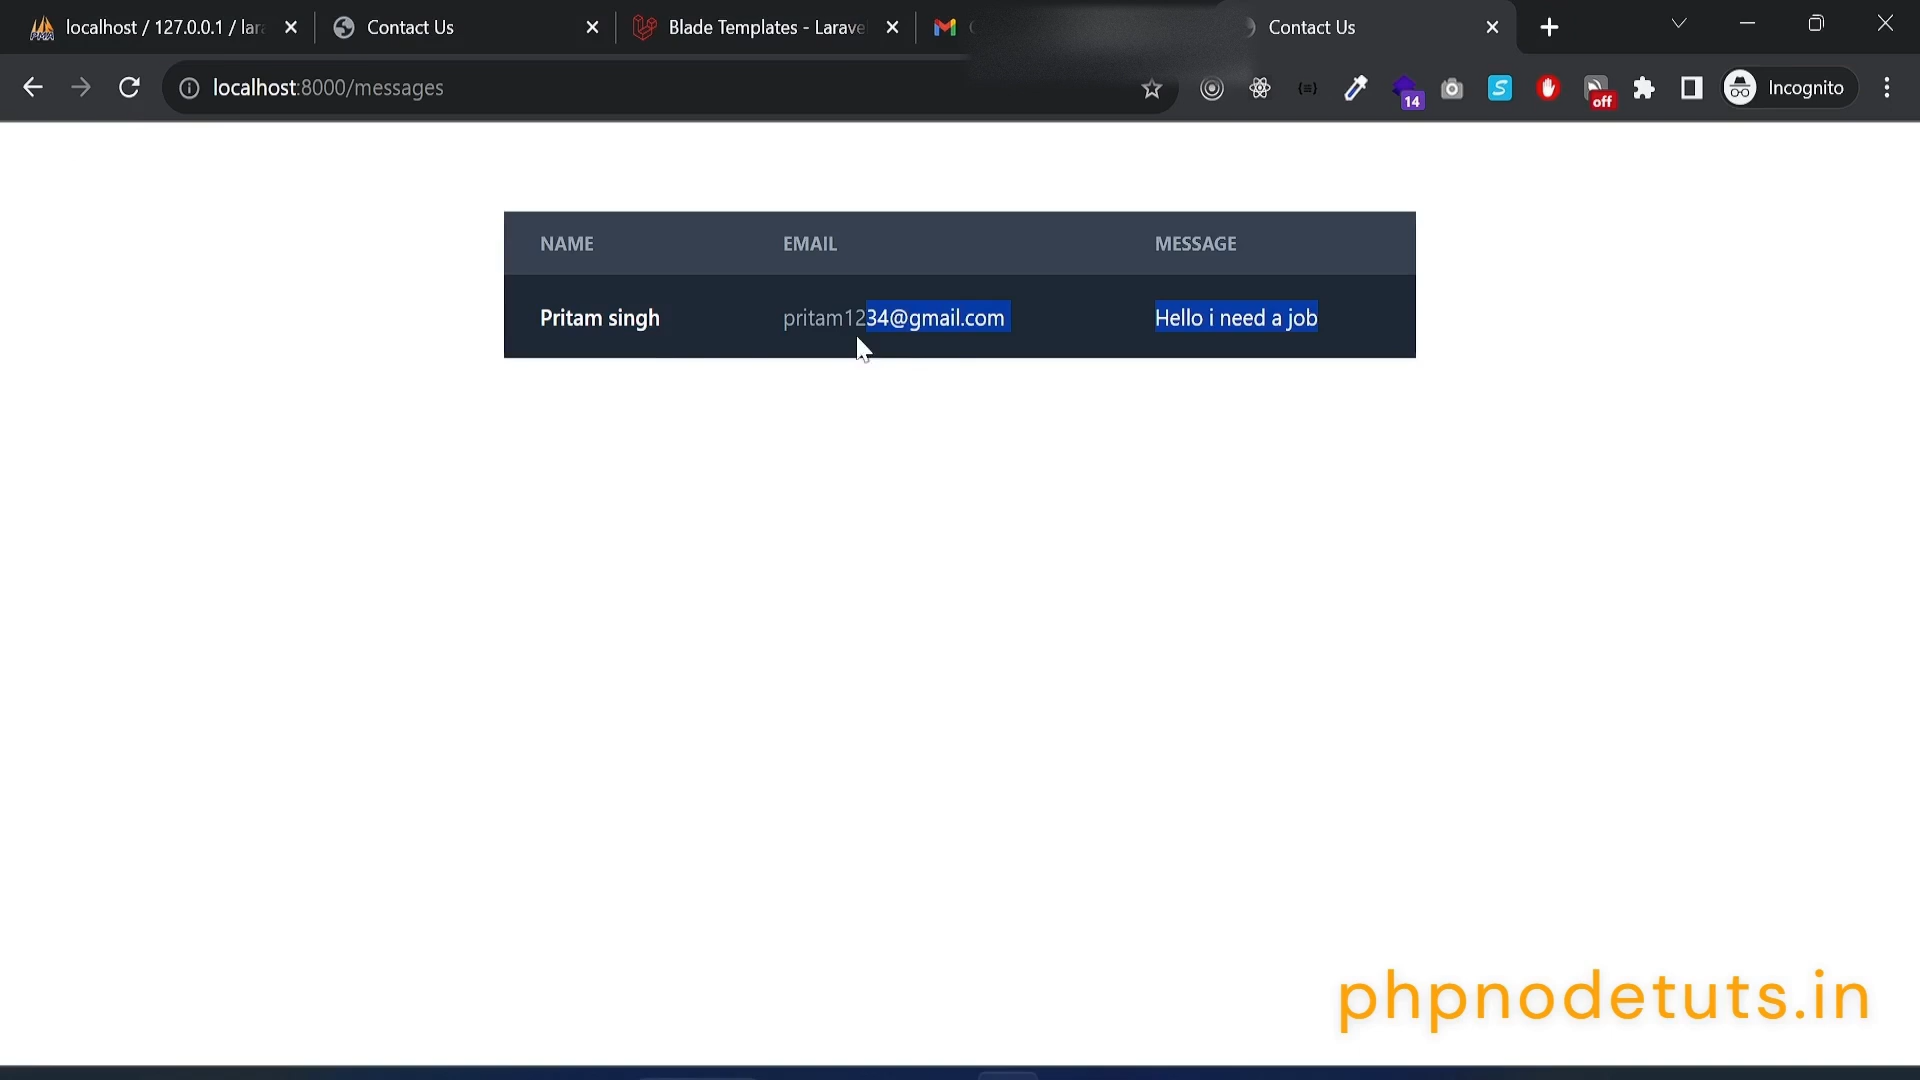 localhost / 127.0.0.1 / lar
Contact Us
Blade Templates - Larave
Contact Us
localhost:8000/messages
14
off
Incognito
NAME EMAIL MESSAGE
Pritam singh pritam1234@gmail.com Hello i need a job
phpnodetuts.in